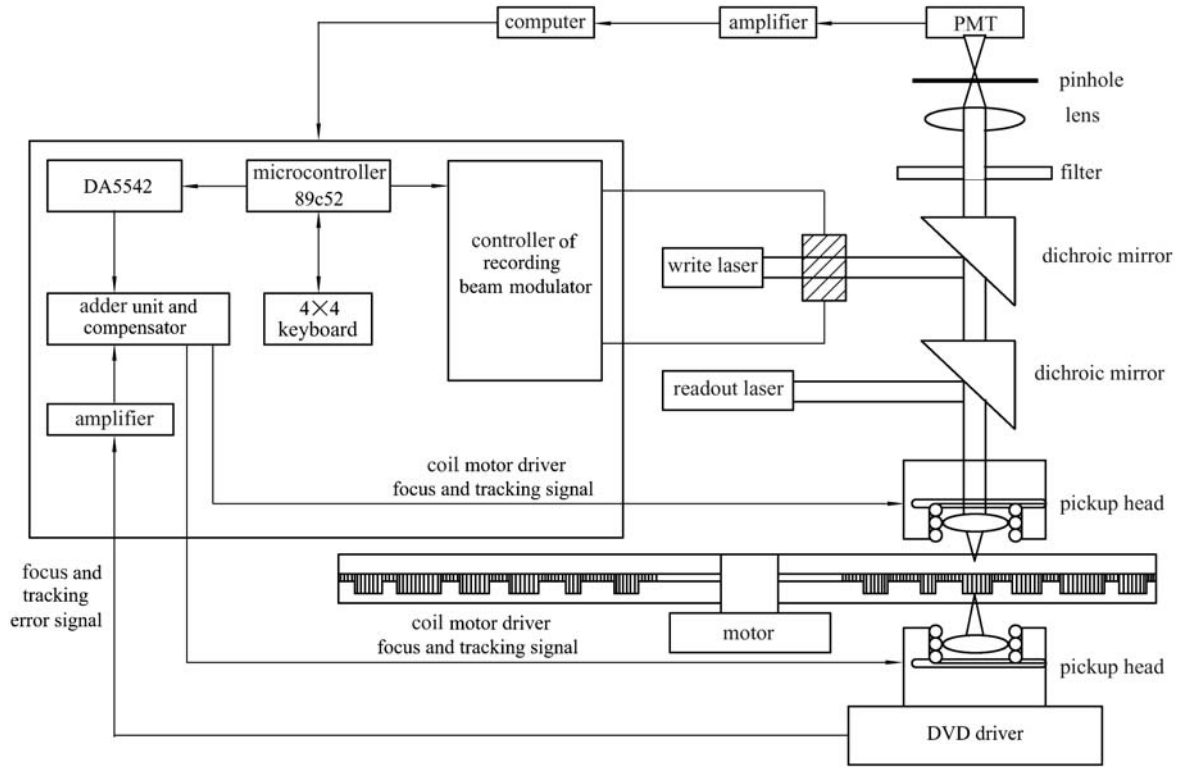 computer
amplifier
PMT
pinhole
lens
filter
DA5542
microcontroller
89c52
controller of
recording
beam modulator
write laser
dichroic mirror
adder unit and
compensator
4×4
keyboard
readout laser
dichroic mirror
amplifier
coil motor driver
focus and tracking signal
pickup head
focus and
tracking
error signal
coil motor driver
focus and tracking signal
motor
pickup head
DVD driver